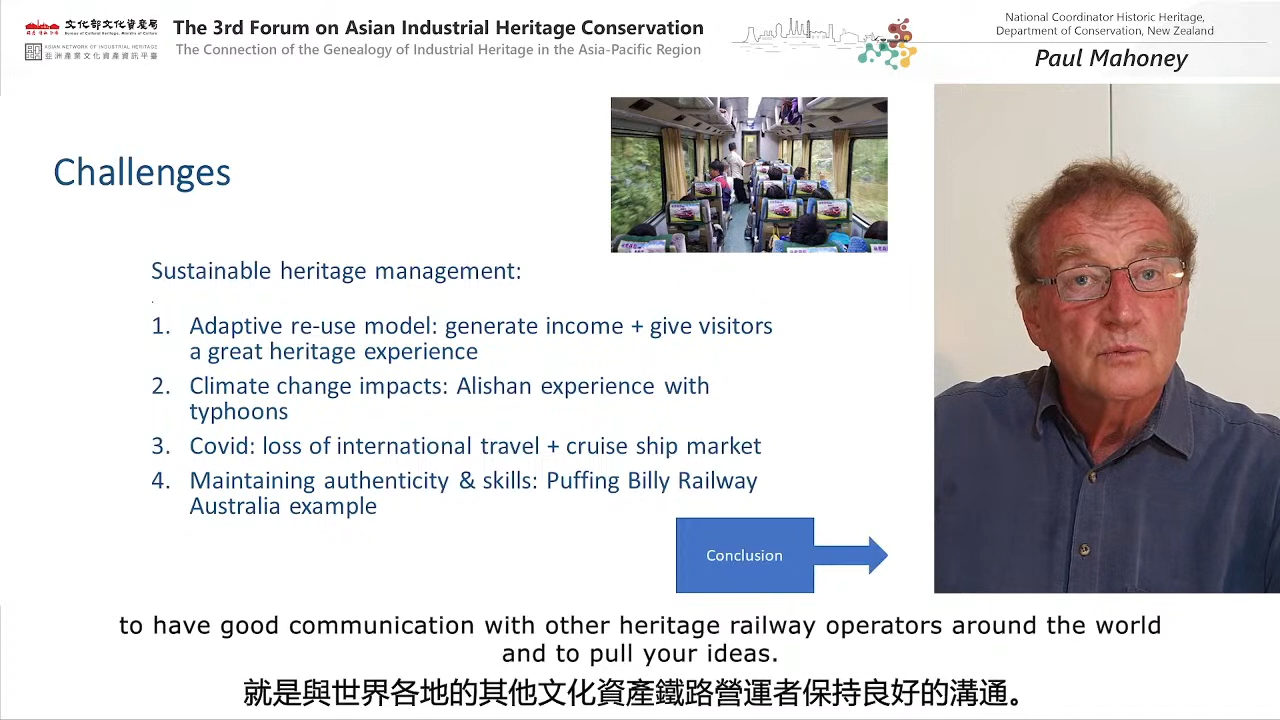 文化部文化資產局
Bureau of Cultural Heritage, Ministry of Culture
ASIAN NETWORK OF INDUSTRIAL HERITAGE
亞洲產業文化資產資訊平臺
The 3rd Forum on Asian Industrial Heritage Conservation
The Connection of the Genealogy of Industrial Heritage in the Asia-Pacific Region
National Coordinator Historic Heritage,
Department of Conservation, New Zealand
Paul Mahoney
Challenges
Sustainable heritage management:
.
1. Adaptive re-use model: generate income + give visitors
a great heritage experience
2. Climate change impacts: Alishan experience with
typhoons
3. Covid: loss of international travel + cruise ship market
4. Maintaining authenticity & skills: Puffing Billy Railway
Australia example
Conclusion
to have good communication with other heritage railway operators around the world
and to pull your ideas.
就是與世界各地的其他文化資產鐵路營運者保持良好的溝通。